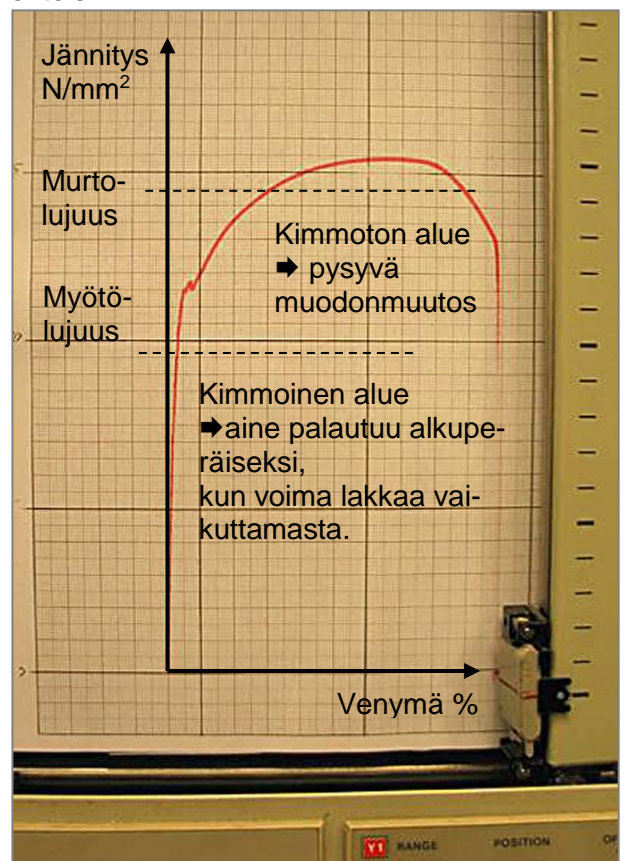 Jännitys
N/mm²
Murto-
lujuus
Kimmoton alue
➡ pysyvä
muodonmuutos
Myötö-
lujuus
Kimmoinen alue
➡aine palautuu alkupe-
räiseksi,
kun voima lakkaa vai-
kuttamasta.
Venymä %
Y1 RANGE POSITION